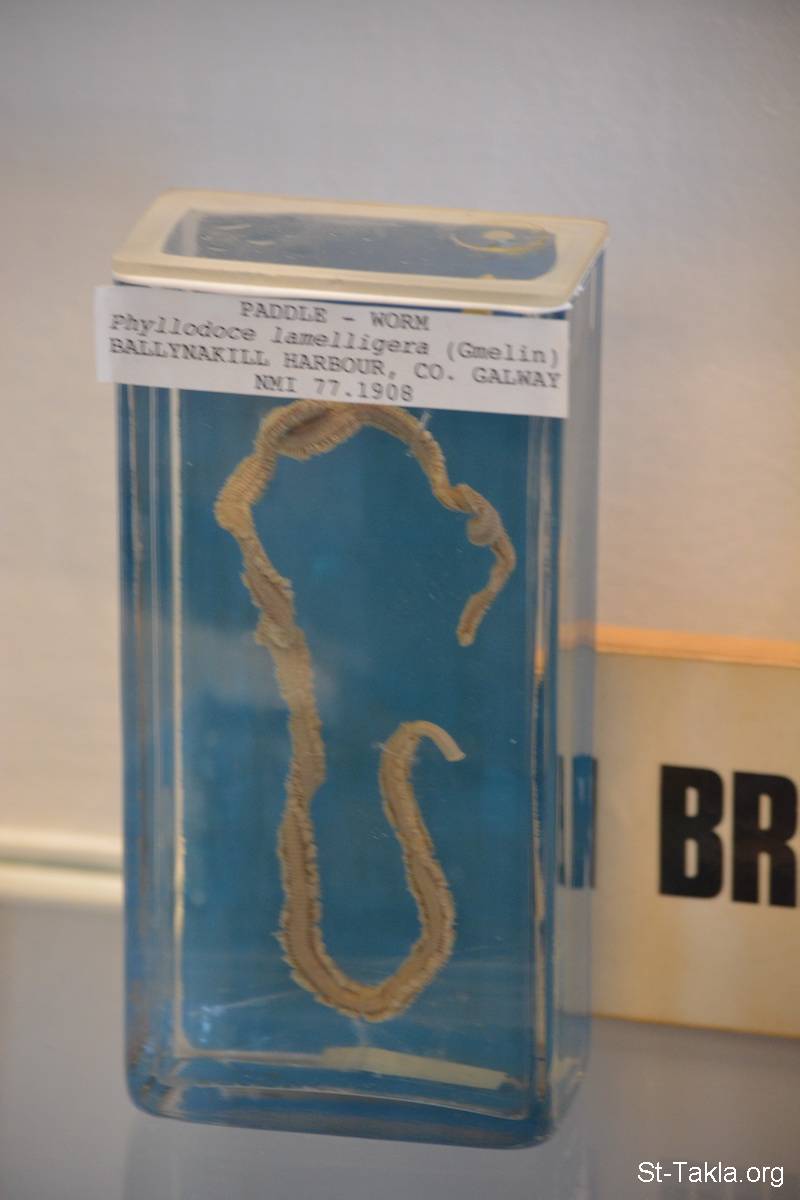 PADDLE - WORM
Phyllodoce lamelligera (Gmelin)
BALLYNAKILL HARBOUR, CO. GALWAY
NMI 77.1908
BR
St-Takla.org